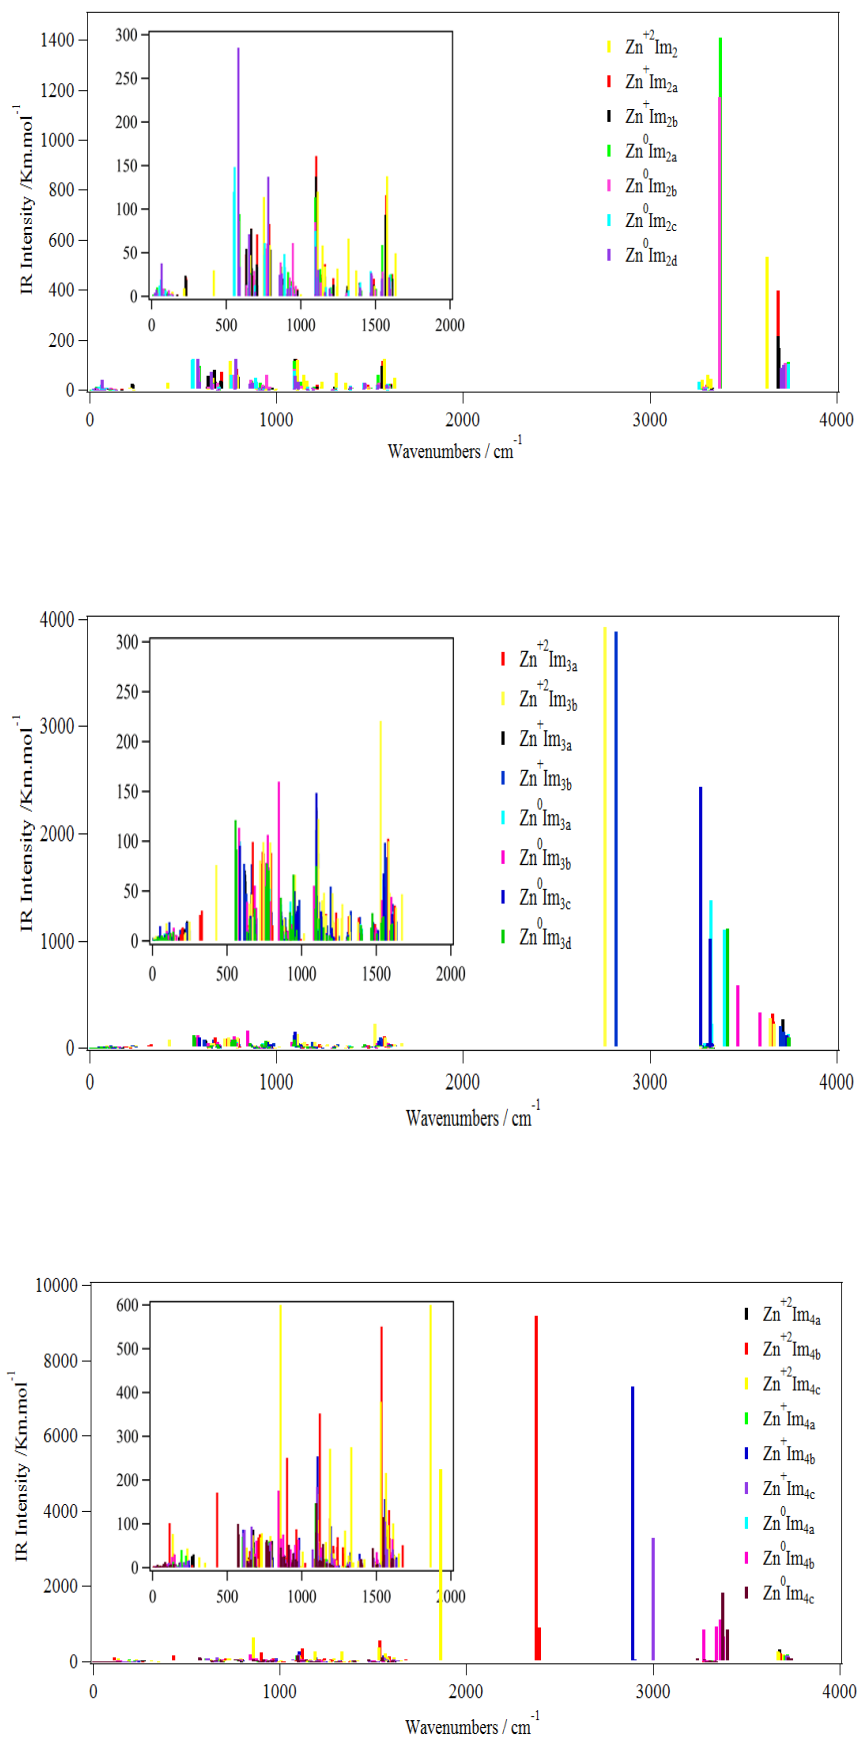 IR Intensity /Km.mol-1
1400
1200
1000
800
600
400
200
0
0 1000 2000 3000 4000
Wavenumbers / cm-1
300
250
200
150
100
50
0
0 500 1000 1500 2000
Zn+2Im2
Zn+Im2a
Zn+Im2b
Zn0Im2a
Zn0Im2b
Zn0Im2c
Zn0Im2d
IR Intensity /Km.mol-1
4000
3000
2000
1000
0
0 1000 2000 3000 4000
Wavenumbers / cm-1
300
250
200
150
100
50
0
0 500 1000 1500 2000
Zn+2Im3a
Zn+2Im3b
Zn+Im3a
Zn+Im3b
Zn0Im3a
Zn0Im3b
Zn0Im3c
Zn0Im3d
IR Intensity /Km.mol-1
10000
8000
6000
4000
2000
0
0 1000 2000 3000 4000
Wavenumbers / cm-1
600
500
400
300
200
100
0
0 500 1000 1500 2000
Zn+2Im4a
Zn+2Im4b
Zn+2Im4c
Zn+Im4a
Zn+Im4b
Zn+Im4c
Zn0Im4a
Zn0Im4b
Zn0Im4c